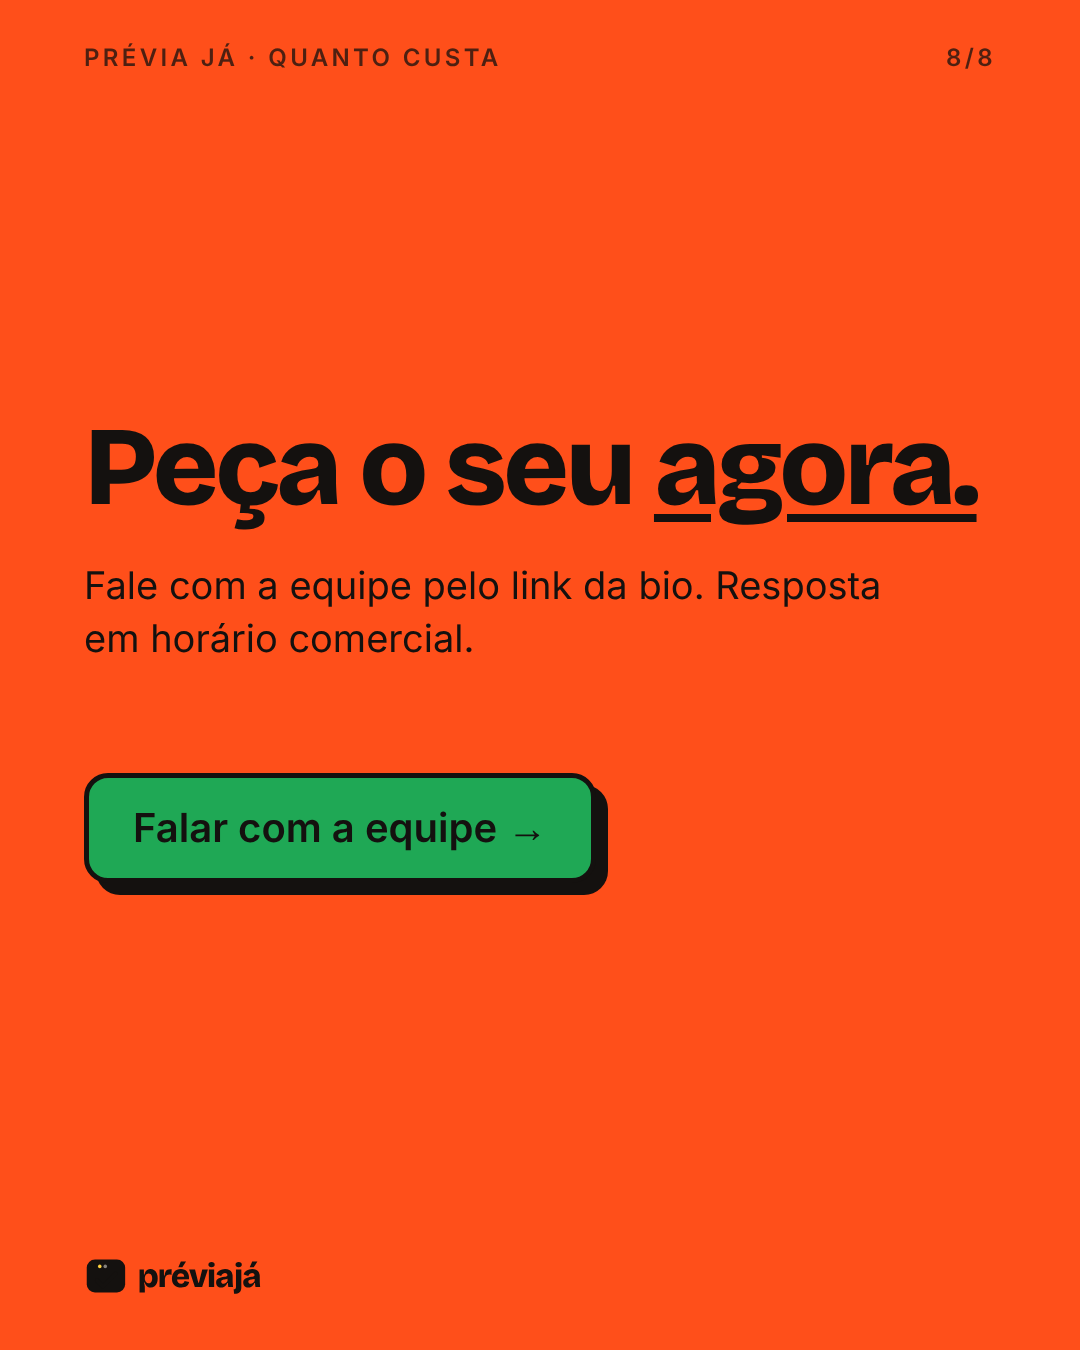 PRÉVIA JÁ · QUANTO CUSTA
8/8
Peça o seu agora.
Fale com a equipe pelo link da bio. Resposta
em horário comercial.
Falar com a equipe →
préviajá